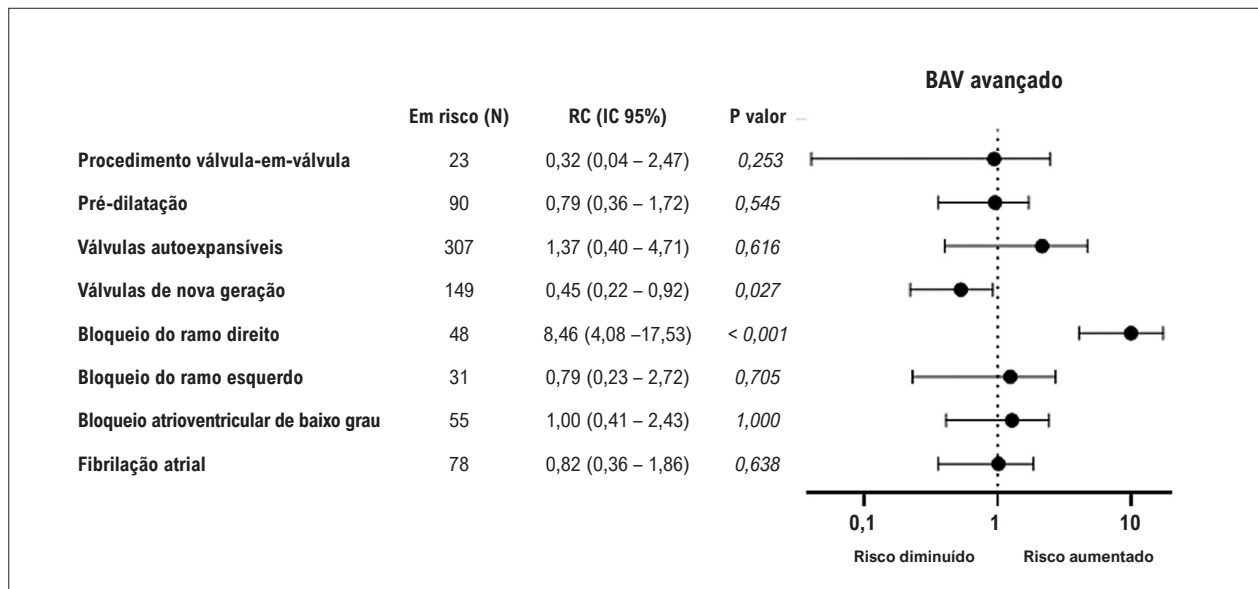 BAV avançado
Em risco (N) RC (IC 95%) P valor
Procedimento válvula-em-válvula 23 0,32 (0,04 – 2,47) 0,253
Pré-dilatação 90 0,79 (0,36 – 1,72) 0,545
Válvulas autoexpansíveis 307 1,37 (0,40 – 4,71) 0,616
Válvulas de nova geração 149 0,45 (0,22 – 0,92) 0,027
Bloqueio do ramo direito 48 8,46 (4,08 –17,53) < 0,001
Bloqueio do ramo esquerdo 31 0,79 (0,23 – 2,72) 0,705
Bloqueio atrioventricular de baixo grau 55 1,00 (0,41 – 2,43) 1,000
Fibrilação atrial 78 0,82 (0,36 – 1,86) 0,638
0,1 1 10
Risco diminuído Risco aumentado